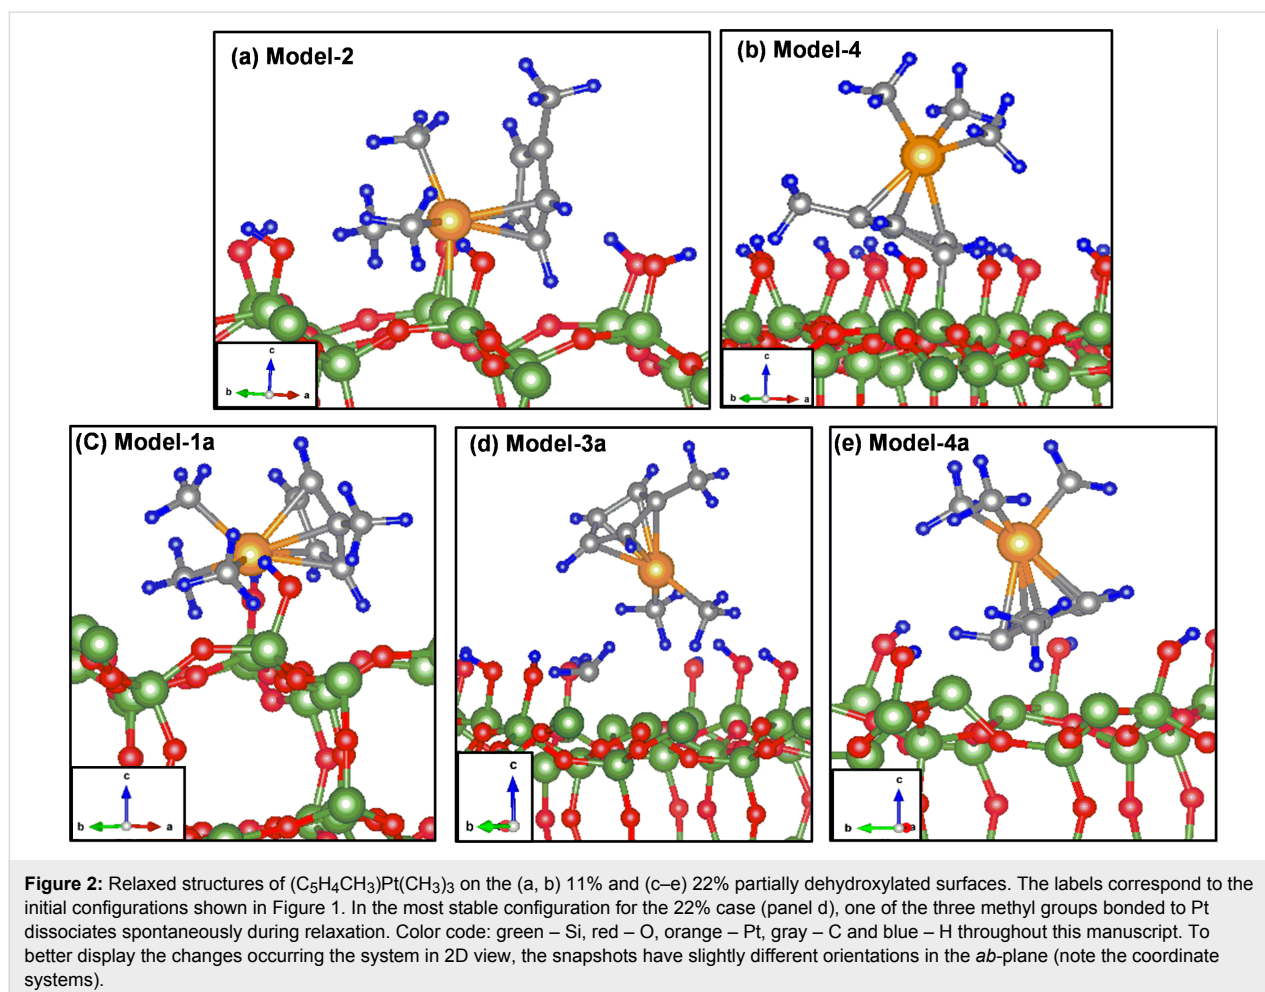 (a) Model-2
(b) Model-4
c
b
a
c
b
a
(C) Model-1a
(d) Model-3a
(e) Model-4a
c
b
a
c
b
c
b
a
Figure 2: Relaxed structures of (C₅H₄CH₃)Pt(CH₃)₃ on the (a, b) 11% and (c–e) 22% partially dehydroxylated surfaces. The labels correspond to the
initial configurations shown in Figure 1. In the most stable configuration for the 22% case (panel d), one of the three methyl groups bonded to Pt
dissociates spontaneously during relaxation. Color code: green – Si, red – O, orange – Pt, gray – C and blue – H throughout this manuscript. To
better display the changes occurring the system in 2D view, the snapshots have slightly different orientations in the ab-plane (note the coordinate
systems).